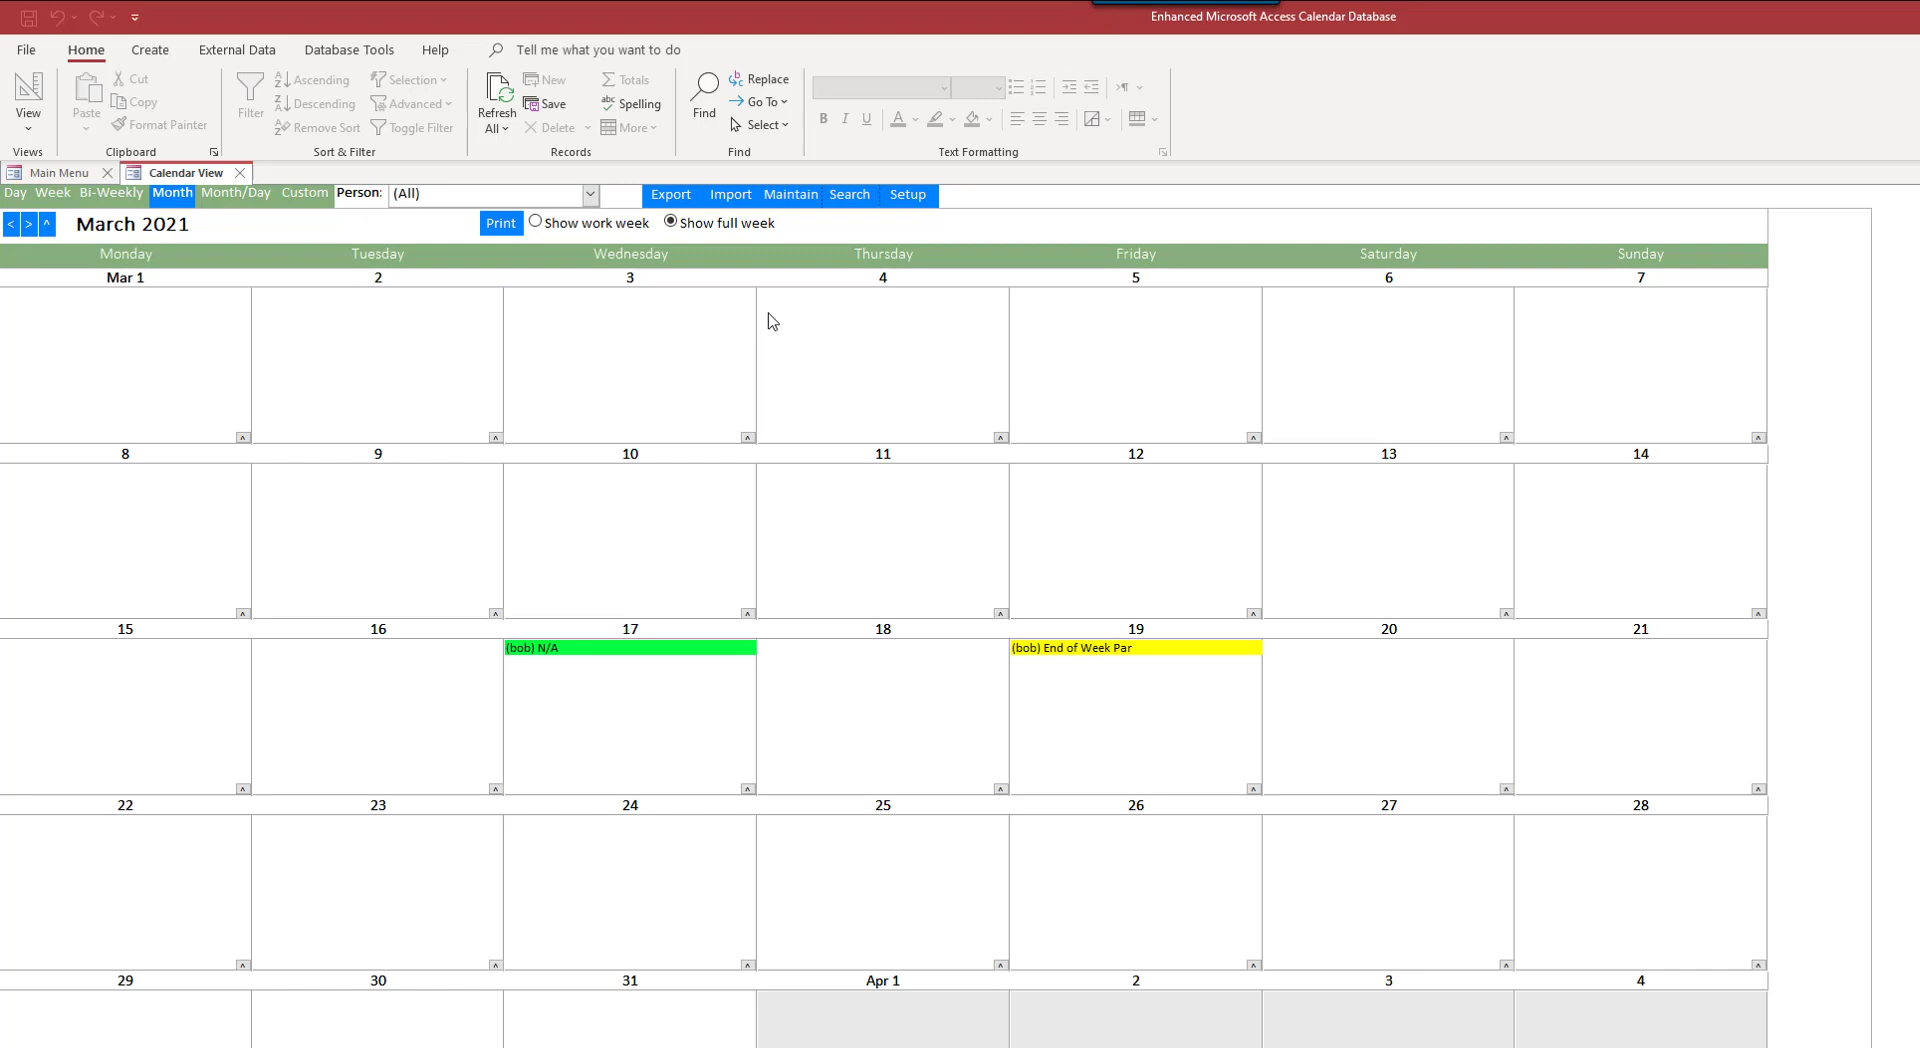 Enhanced Microsoft Access Calendar Database
File Home Create External Data Database Tools Help Tell me what you want to do
View
Views
Paste
Cut
Copy
Format Painter
Clipboard
Filter
Ascending
Descending
Remove Sort
Selection
Advanced
Toggle Filter
Sort & Filter
Refresh
All
New
Save
Delete
Totals
Spelling
More
Records
Find
Replace
Go To
Select
Find
B I U A
Text Formatting
Main Menu Calendar View
Day Week Bi-Weekly Month Month/Day Custom Person: (All) Export Import Maintain Search Setup
< > ^ March 2021 Print Show work week Show full week
Monday Tuesday Wednesday Thursday Friday Saturday Sunday
Mar 1 2 3 4 5 6 7
^ ^ ^ ^ ^ ^ ^
8 9 10 11 12 13 14
^ ^ ^ ^ ^ ^ ^
15 16 17 18 19 20 21
(bob) N/A (bob) End of Week Par
^ ^ ^ ^ ^ ^ ^
22 23 24 25 26 27 28
^ ^ ^ ^ ^ ^ ^
29 30 31 Apr 1 2 3 4